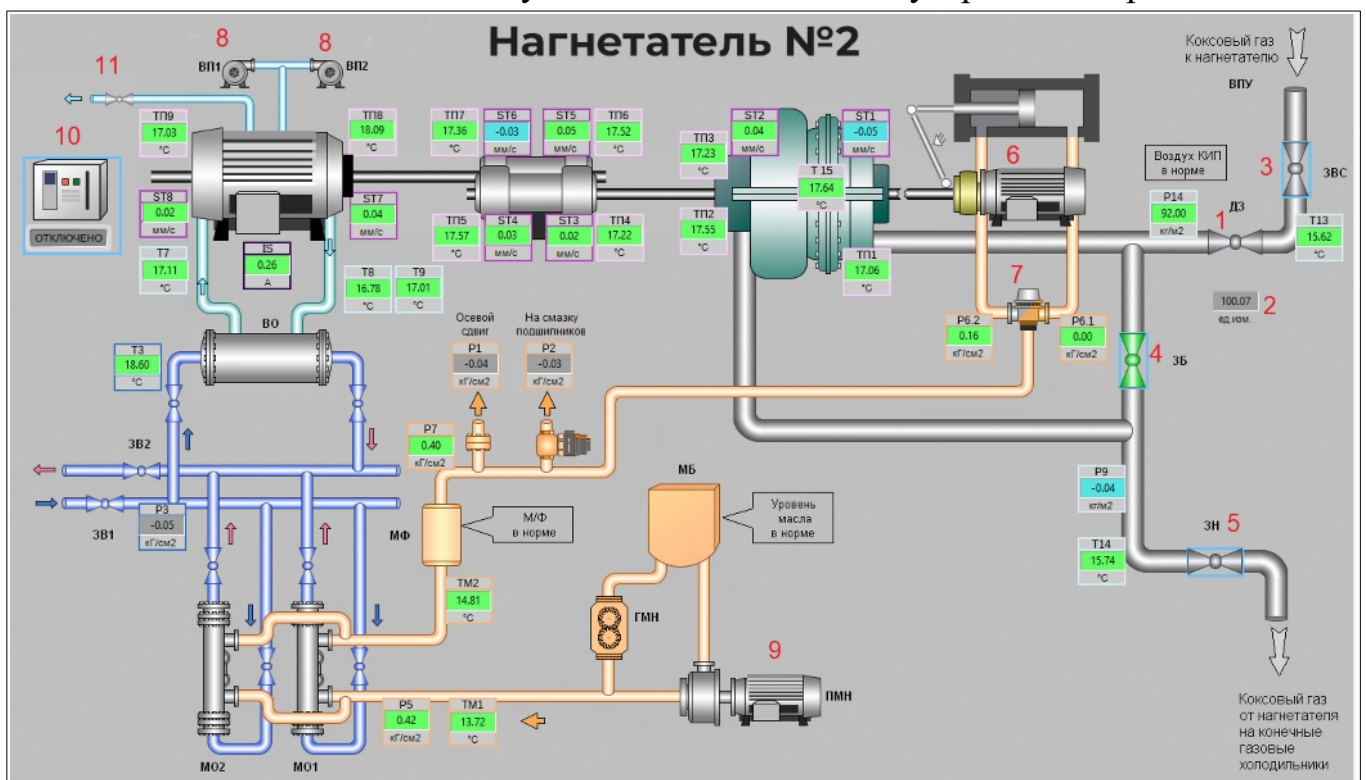 Нагнетатель №2
Коксовый газ
к нагнетателю
ВПУ
8
8
ВП1
ВП2
11
10
ОТКЛЮЧЕНО
ТП9
17.03
°C
ТП8
18.09
°C
ТП7
17.36
°C
ST6
-0.03
мм/с
ST5
0.05
мм/с
ТП6
17.52
°C
ST2
0.04
мм/с
ST1
-0.05
мм/с
ТП3
17.23
°C
T 15
17.64
°C
6
Воздух КИП
в норме
3
ЗВС
P14
92.00
кг/м2
1
ДЗ
T13
15.62
°C
ST8
0.02
мм/с
ST7
0.04
мм/с
ТП5
17.57
°C
ST4
0.03
мм/с
ST3
0.02
мм/с
ТП4
17.22
°C
ТП2
17.55
°C
ТП1
17.06
°C
T7
17.11
°C
IS
0.26
A
T8
16.78
°C
T9
17.01
°C
7
100.07
ед.изм.
2
ВО
Осевой
сдвиг
На смазку
подшипников
P6.2
0.16
кГ/см2
P6.1
0.00
кГ/см2
T3
18.60
°C
P1
-0.04
кГ/см2
P2
-0.03
кГ/см2
4
ЗБ
ЗВ2
P7
0.40
кГ/см2
МБ
P9
-0.04
кг/м2
P3
-0.05
кГ/см2
ЗВ1
МФ
М/Ф
в норме
Уровень
масла
в норме
ЗН
5
T14
15.74
°C
TM2
14.81
°C
ГМН
9
ПМН
P5
0.42
кГ/см2
TM1
13.72
°C
МО2
МО1
Коксовый газ
от нагнетателя
на конечные
газовые
холодильники